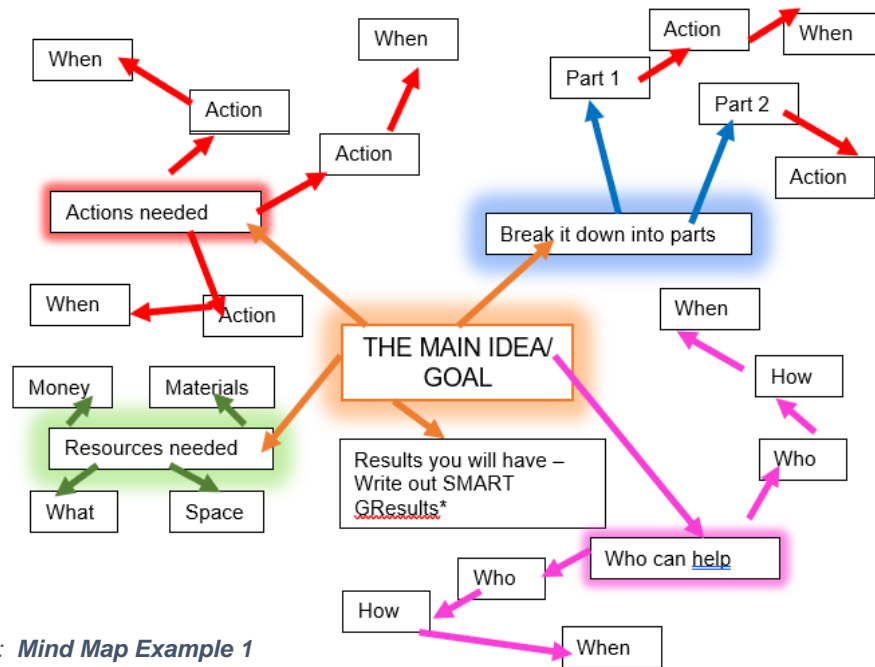 When
Action
When
Action
Actions needed
When
Action
Part 1
Action
When
Part 2
Action
Break it down into parts
THE MAIN IDEA/
GOAL
Money
Materials
Resources needed
What
Space
Results you will have –
Write out SMART
GResults*
When
How
Who
Who can help
Who
How
When
: Mind Map Example 1